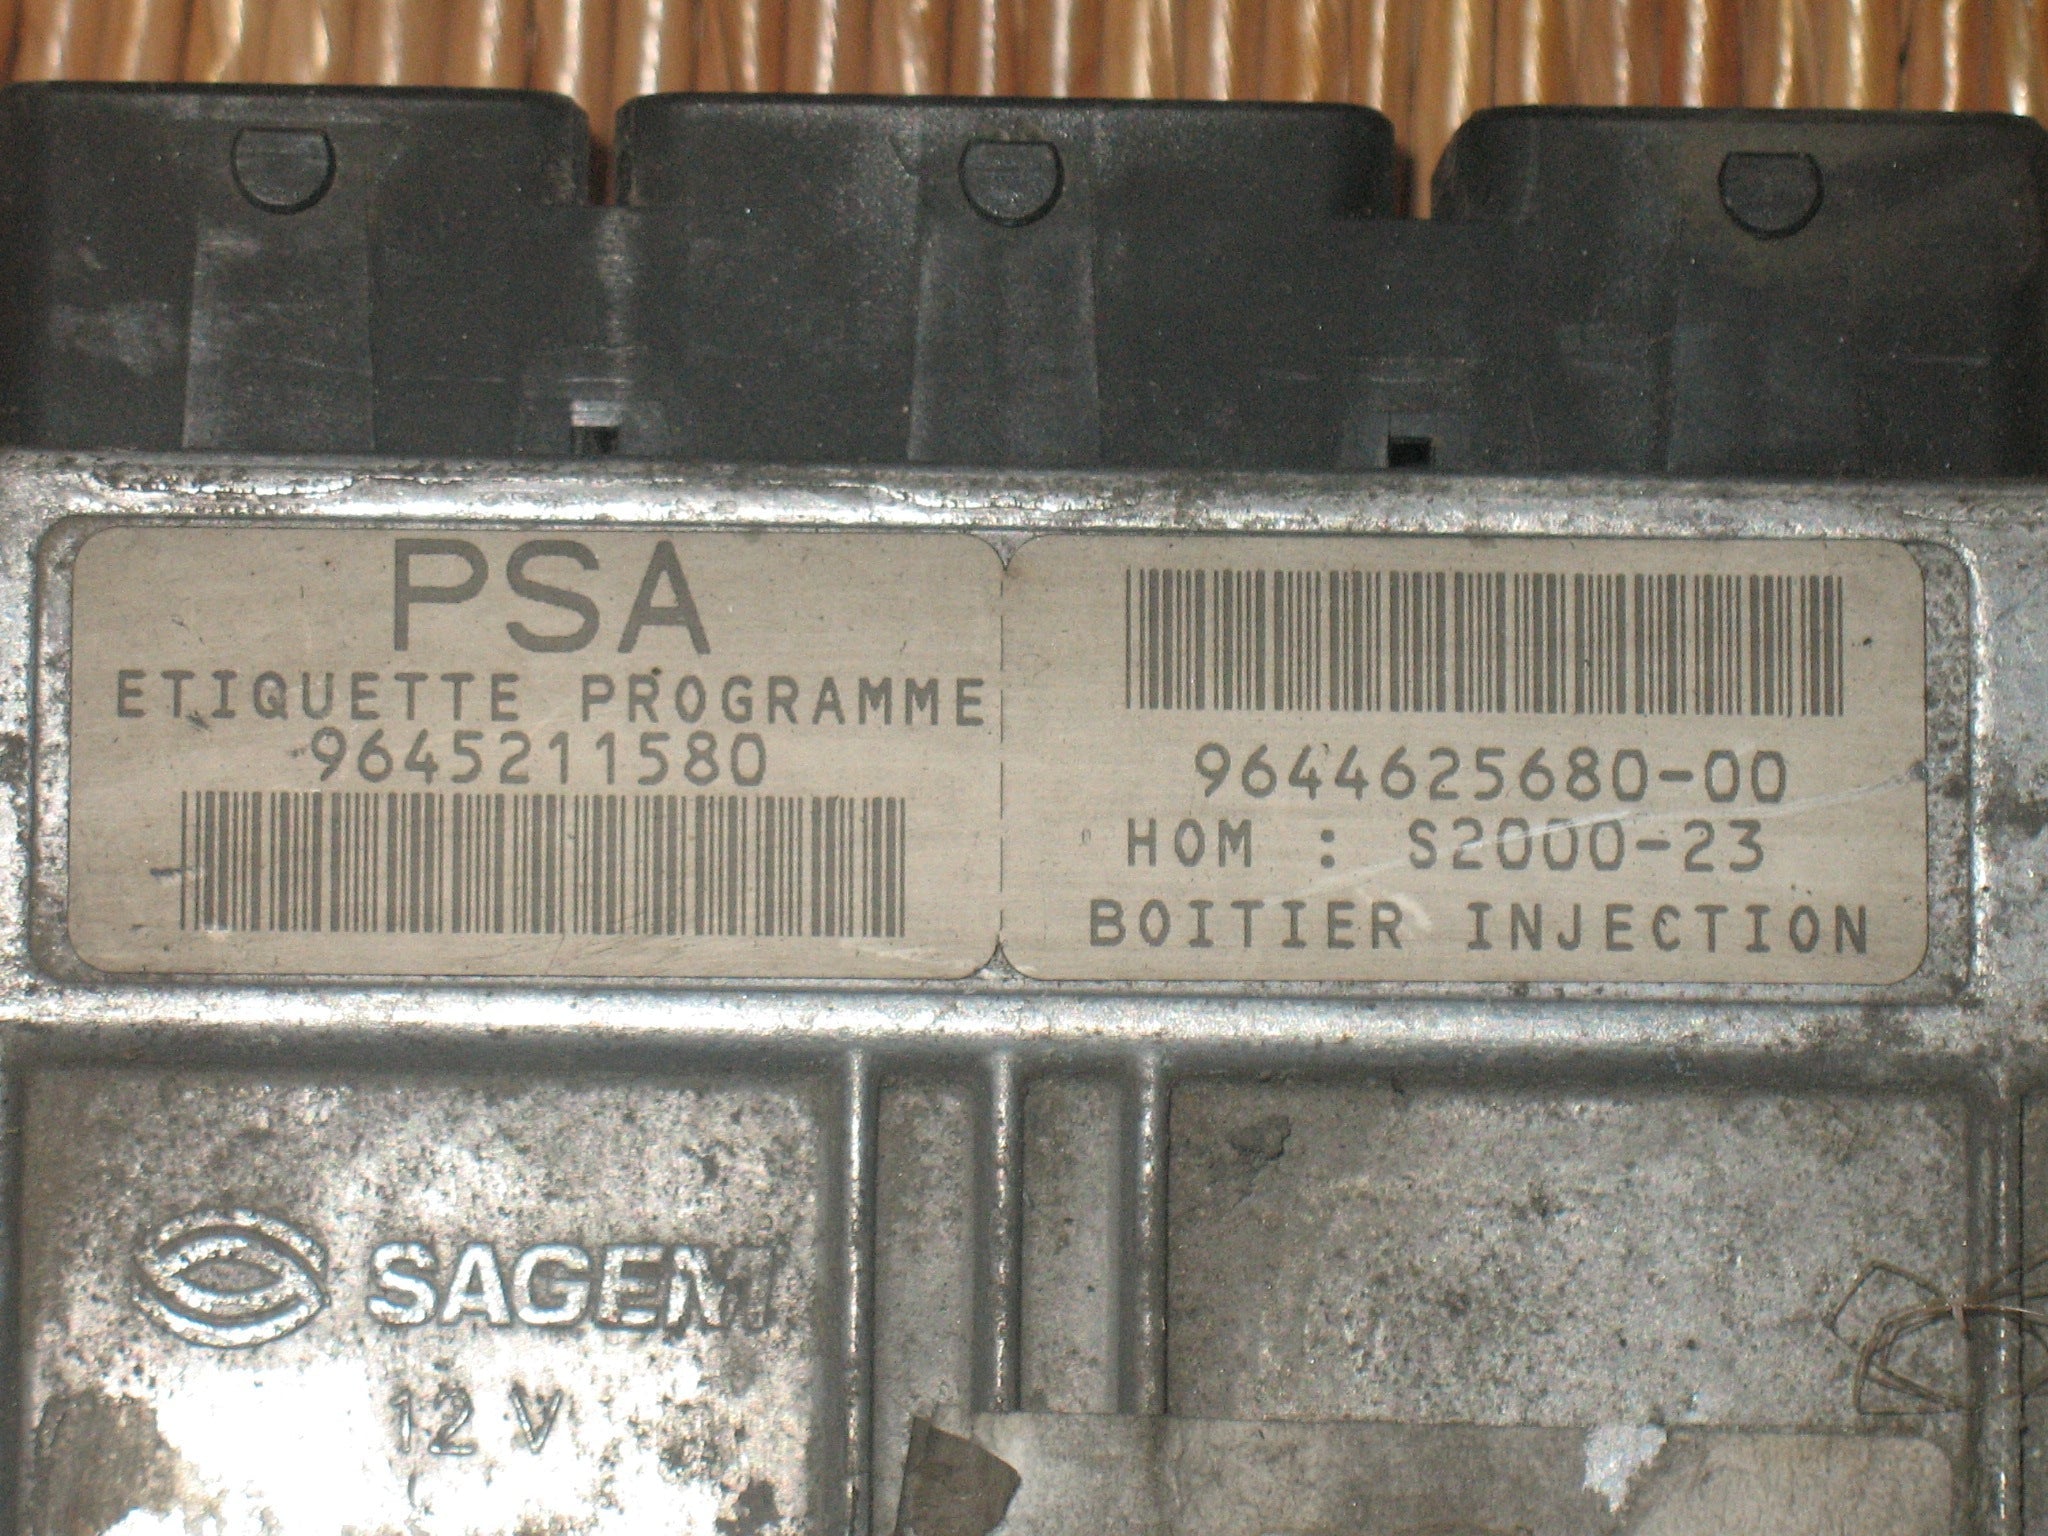 PSA
ETIQUETTE PROGRAMME
9645211580
9644625680-00
HOM : S2000-23
BOITIER INJECTION
SAGEM
12 V